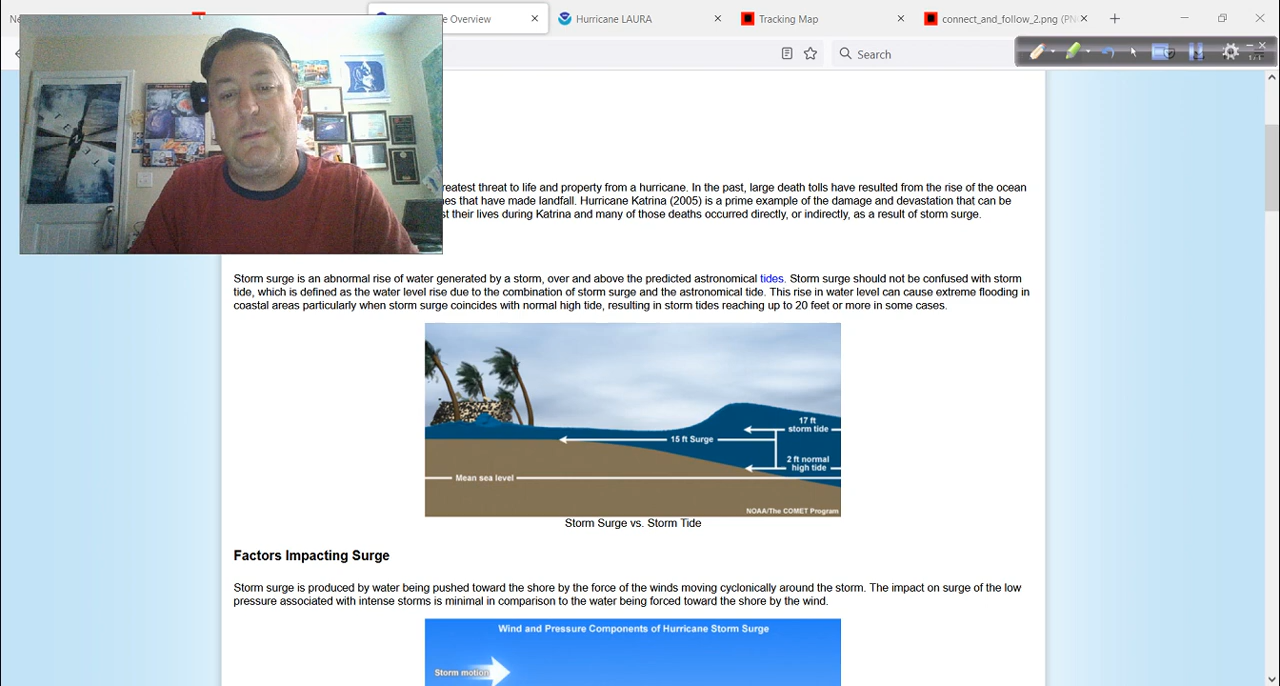 e Overview
Hurricane LAURA
Tracking Map
connect_and_follow_2.png (PN
Search
reatest threat to life and property from a hurricane. In the past, large death tolls have resulted from the rise of the ocean
es that have made landfall. Hurricane Katrina (2005) is a prime example of the damage and devastation that can be
st their lives during Katrina and many of those deaths occurred directly, or indirectly, as a result of storm surge.
Storm surge is an abnormal rise of water generated by a storm, over and above the predicted astronomical tides. Storm surge should not be confused with storm
tide, which is defined as the water level rise due to the combination of storm surge and the astronomical tide. This rise in water level can cause extreme flooding in
coastal areas particularly when storm surge coincides with normal high tide, resulting in storm tides reaching up to 20 feet or more in some cases.
17 ft
storm tide
15 ft Surge
2 ft normal
high tide
Mean sea level
NOAA/The COMET Program
Storm Surge vs. Storm Tide
Factors Impacting Surge
Storm surge is produced by water being pushed toward the shore by the force of the winds moving cyclonically around the storm. The impact on surge of the low
pressure associated with intense storms is minimal in comparison to the water being forced toward the shore by the wind.
Wind and Pressure Components of Hurricane Storm Surge
Storm motion